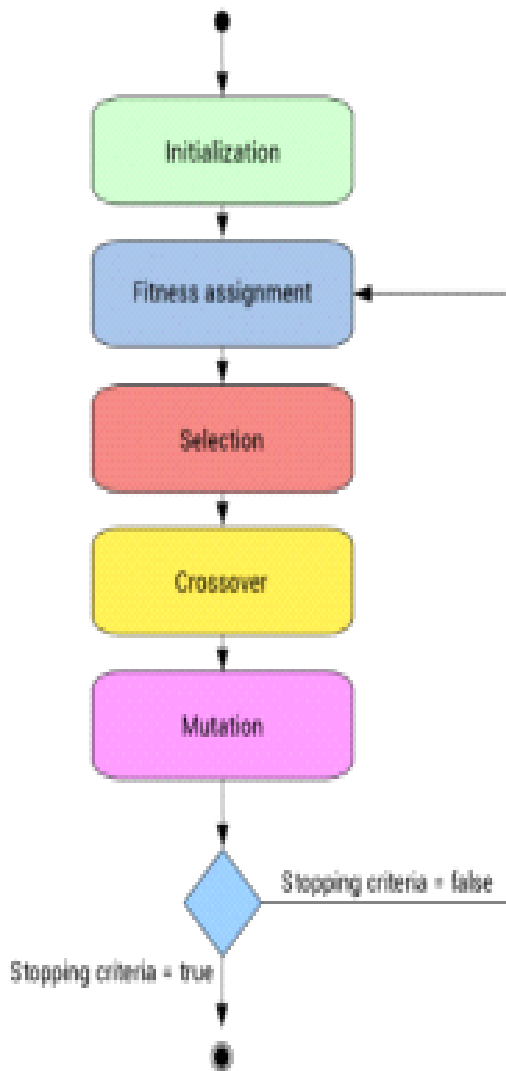 Initialization
Fitness assignment
Selection
Crossover
Mutation
Stopping criteria = false
Stopping criteria = true